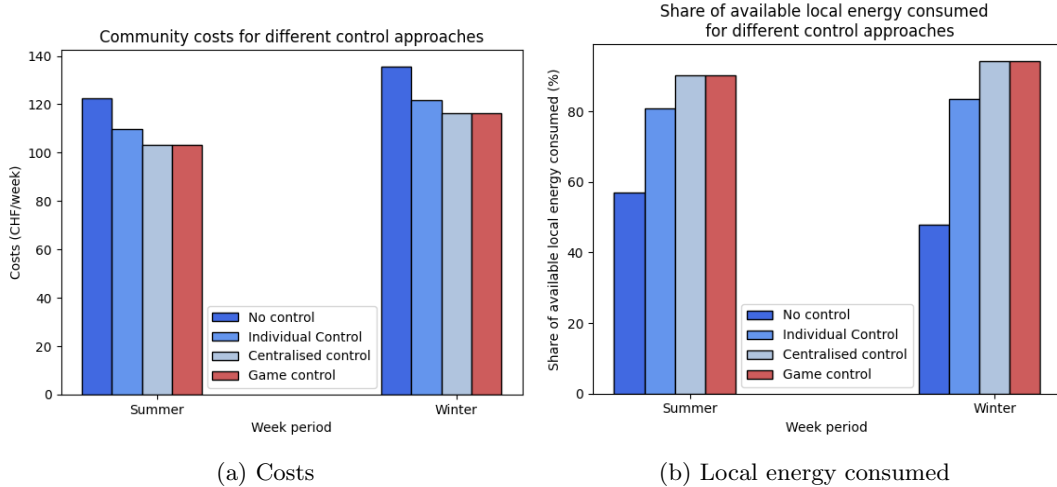 Community costs for different control approaches
Costs (CHF/week)
140
120
100
80
60
40
20
0
No control
Individual Control
Centralised control
Game control
Summer
Winter
Week period
(a) Costs
Share of available local energy consumed
for different control approaches
Share of available local energy consumed (%)
80
60
40
20
0
No control
Individual Control
Centralised control
Game control
Summer
Winter
Week period
(b) Local energy consumed